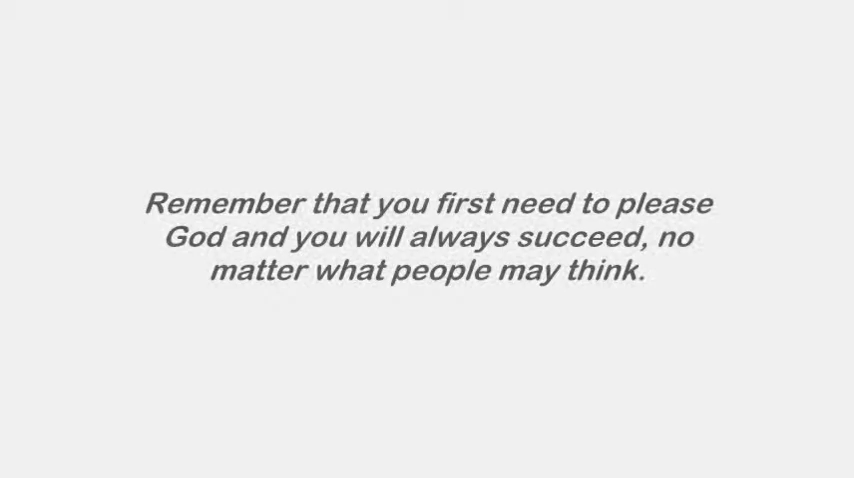 Remember that you first need to please
God and you will always succeed, no
matter what people may think.